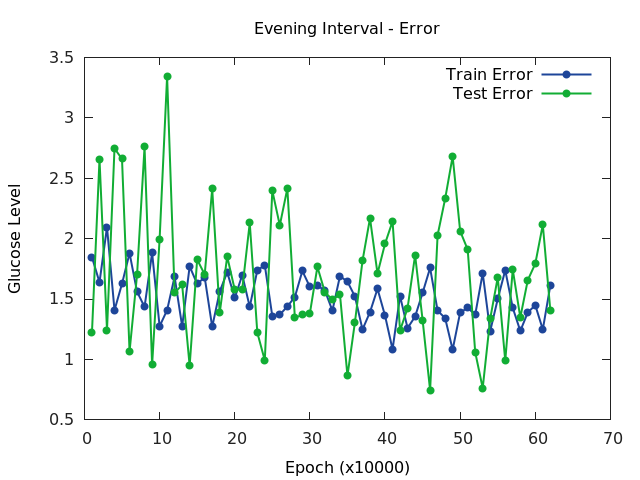 Evening Interval - Error
Train Error
Test Error
3.5
3
2.5
2
1.5
1
0.5
Glucose Level
0 10 20 30 40 50 60 70
Epoch (x10000)